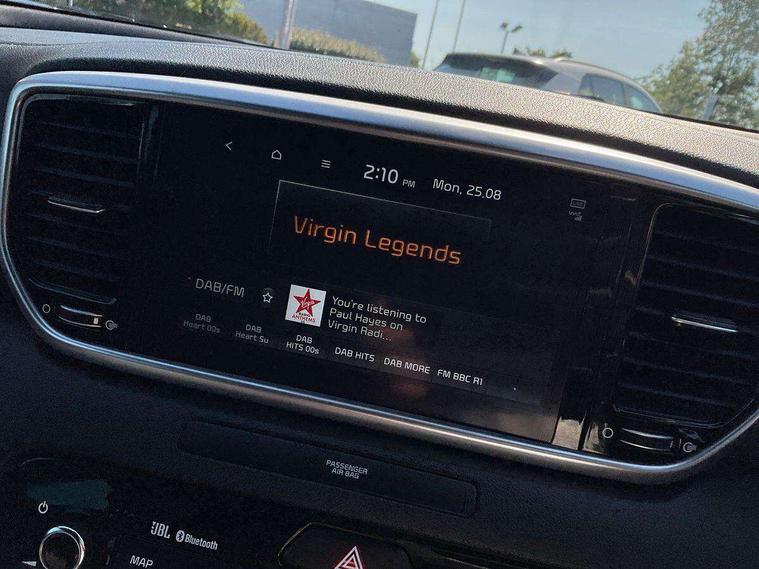 2:10 PM Mon, 25.08
Virgin Legends
DAB/FM
You're listening to
Paul Hayes on
Virgin Radi...
RADIO
ANTHEMS
DAB
Heart 00s
DAB
Heart Su
DAB
HITS 00s
DAB HITS
DAB MORE
FM BBC R1
PASSENGER
AIR BAG
JBL Bluetooth
MAP